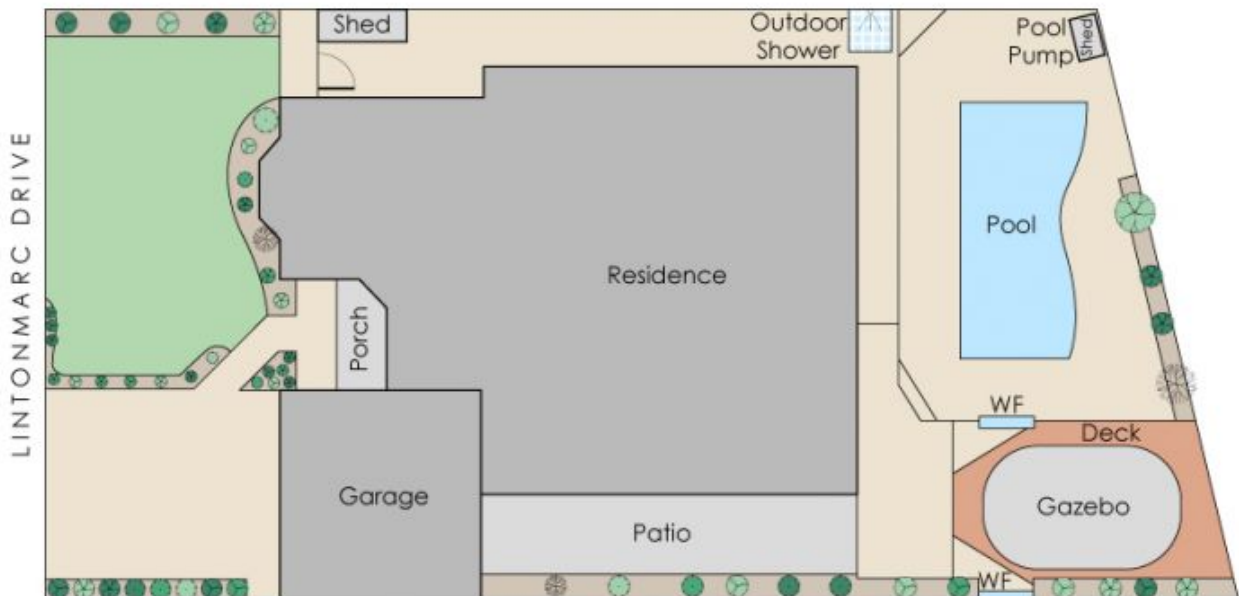 Shed
Outdoor
Shower
Pool
Pump
Shed
LINTONMARC DRIVE
Pool
Residence
Porch
WF
Deck
Garage
Gazebo
Patio
WF